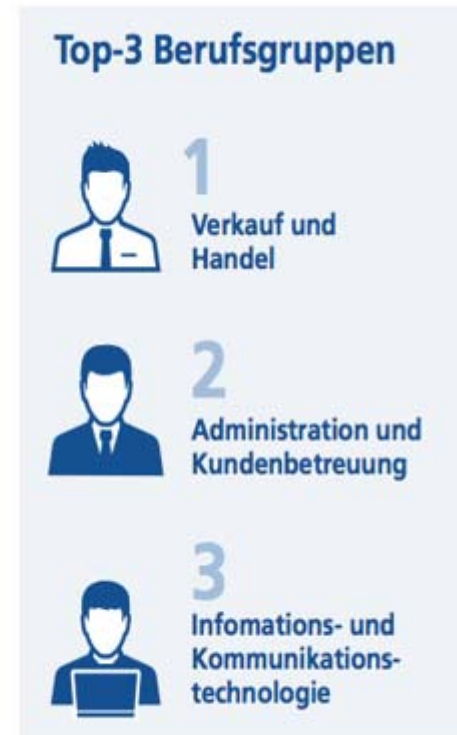 Top-3 Berufsgruppen
1
Verkauf und
Handel
2
Administration und
Kundenbetreuung
3
Infomations- und
Kommunikations-
technologie